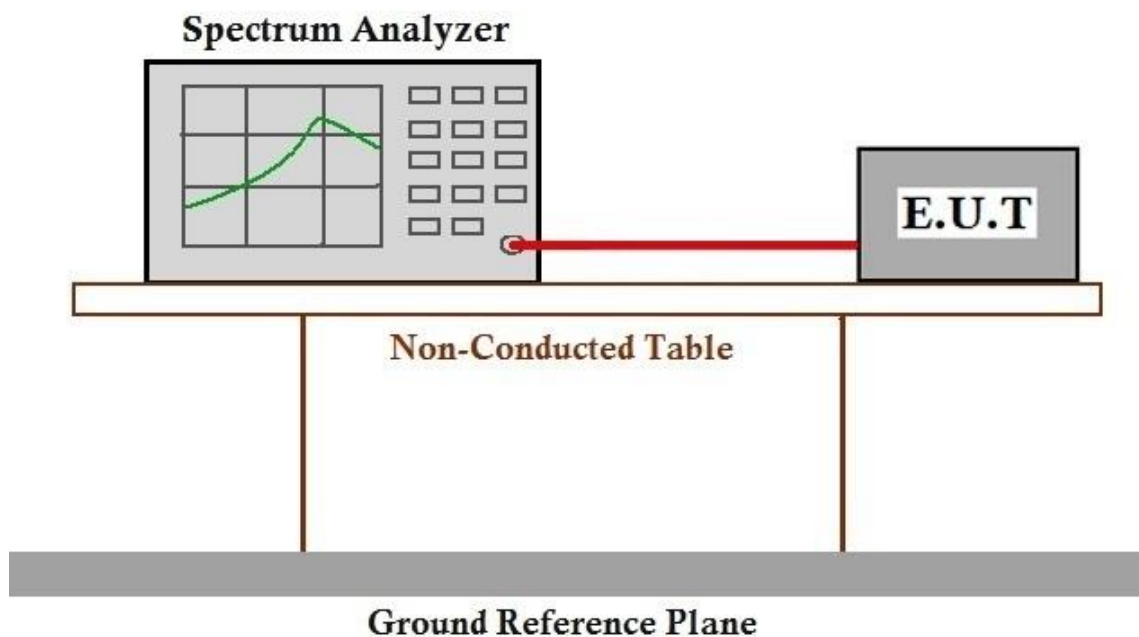 Spectrum Analyzer
E.U.T
Non-Conducted Table
Ground Reference Plane